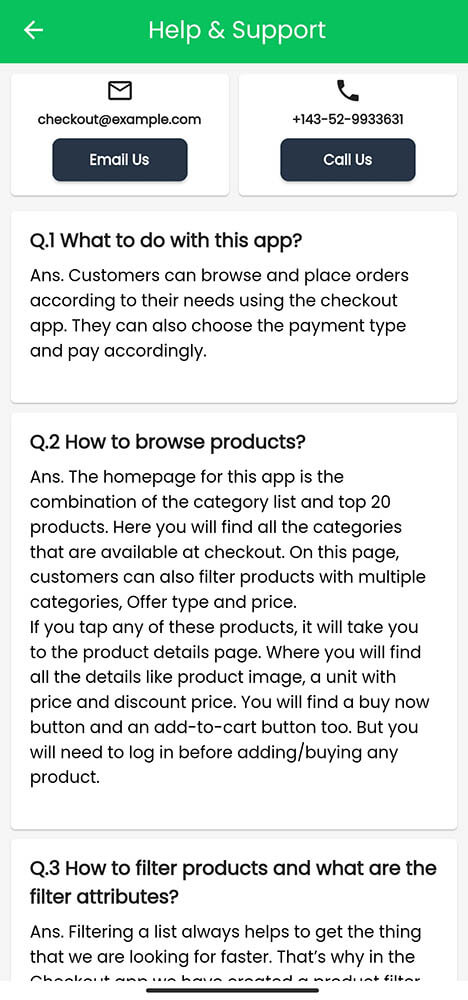 Help & Support
checkout@example.com
Email Us
+143-52-9933631
Call Us
Q.1 What to do with this app?
Ans. Customers can browse and place orders
according to their needs using the checkout
app. They can also choose the payment type
and pay accordingly.
Q.2 How to browse products?
Ans. The homepage for this app is the
combination of the category list and top 20
products. Here you will find all the categories
that are available at checkout. On this page,
customers can also filter products with multiple
categories, Offer type and price.
If you tap any of these products, it will take you
to the product details page. Where you will find
all the details like product image, a unit with
price and discount price. You will find a buy now
button and an add-to-cart button too. But you
will need to log in before adding/buying any
product.
Q.3 How to filter products and what are the
filter attributes?
Ans. Filtering a list always helps to get the thing
that we are looking for faster. That's why in the
Checkout app we have created a product filter